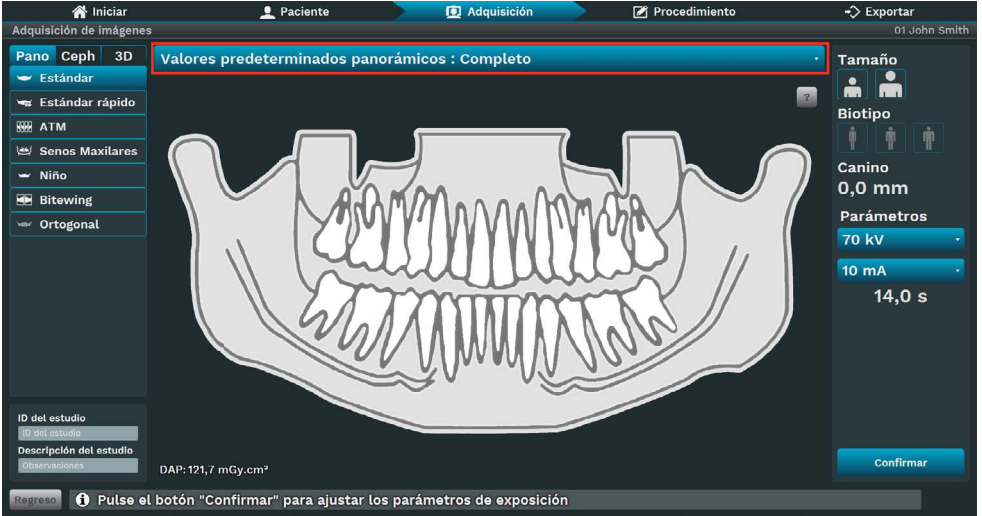 Iniciar
Paciente
Adquisición
Procedimiento
Exportar
Adquisición de imágenes
01 John Smith
Pano Ceph 3D
Estándar
Estándar rápido
ATM
Senos Maxilares
Niño
Bitewing
Ortogonal
ID del estudio
ID del estudio
Descripción del estudio
Observaciones
Valores predeterminados panorámicos : Completo
?
DAP: 121,7 mGy.cm²
Tamaño
Biotipo
Canino
0,0 mm
Parámetros
70 kV
10 mA
14,0 s
Confirmar
Regreso
Pulse el botón "Confirmar" para ajustar los parámetros de exposición